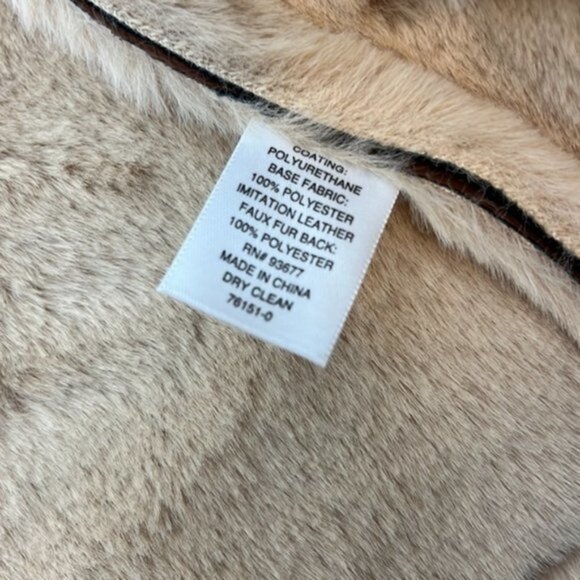 COATING:
POLYURETHANE
BASE FABRIC:
100% POLYESTER
IMITATION LEATHER
FAUX FUR BACK:
100% POLYESTER
RN# 93677
MADE IN CHINA
DRY CLEAN
76151-0